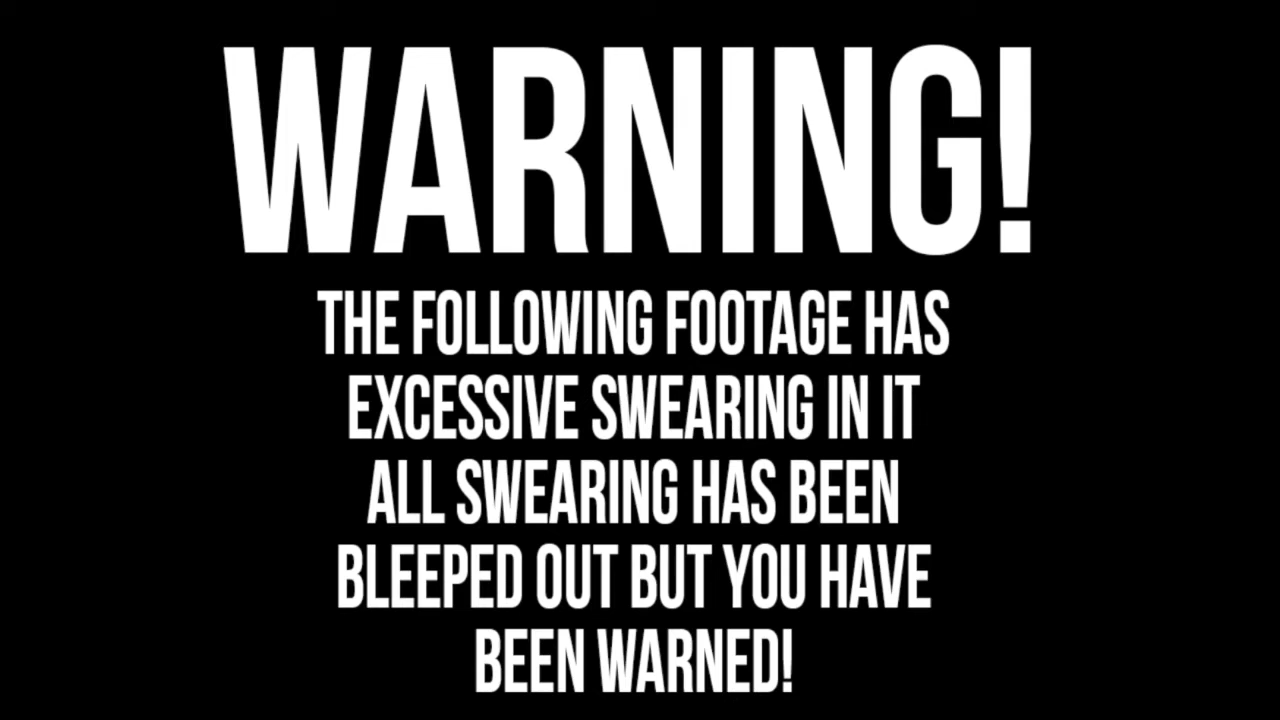 WARNING!
THE FOLLOWING FOOTAGE HAS
EXCESSIVE SWEARING IN IT
ALL SWEARING HAS BEEN
BLEEPED OUT BUT YOU HAVE
BEEN WARNED!